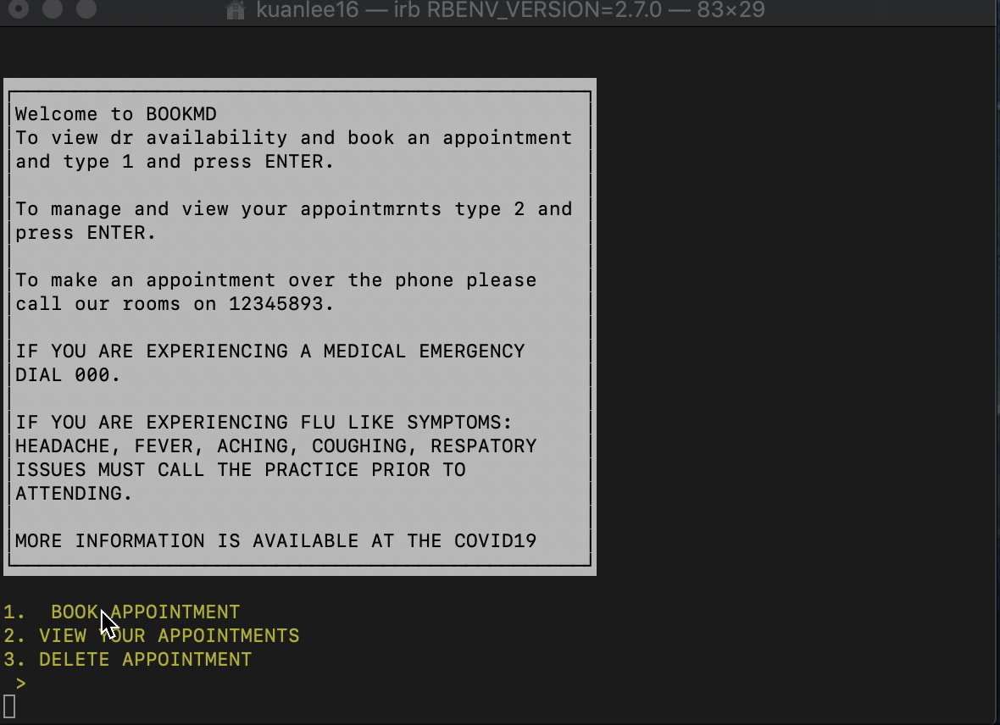 kuanlee16 — irb RBENV_VERSION=2.7.0 — 83×29
Welcome to BOOKMD
To view dr availability and book an appointment
and type 1 and press ENTER.
To manage and view your appointmrnts type 2 and
press ENTER.
To make an appointment over the phone please
call our rooms on 12345893.
IF YOU ARE EXPERIENCING A MEDICAL EMERGENCY
DIAL 000.
IF YOU ARE EXPERIENCING FLU LIKE SYMPTOMS:
HEADACHE, FEVER, ACHING, COUGHING, RESPATORY
ISSUES MUST CALL THE PRACTICE PRIOR TO
ATTENDING.
MORE INFORMATION IS AVAILABLE AT THE COVID19
1.  BOOK APPOINTMENT
2. VIEW YOUR APPOINTMENTS
3. DELETE APPOINTMENT
>